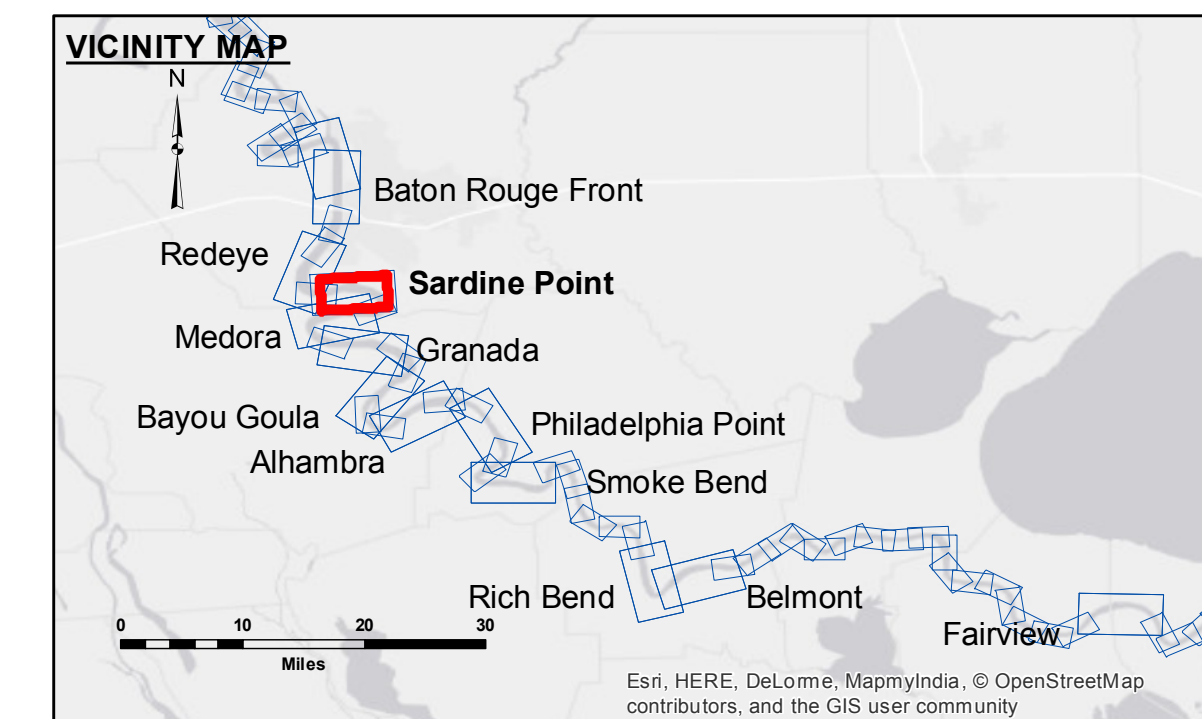 VICINITY MAP
N
Baton Rouge Front
Redeye
Sardine Point
Medora
Granada
Bayou Goula
Philadelphia Point
Alhambra
Smoke Bend
Rich Bend
Belmont
Fairview
0 10 20 30
Miles
Esri, HERE, DeLorme, MapmyIndia, © OpenStreetMap
contributors, and the GIS user community